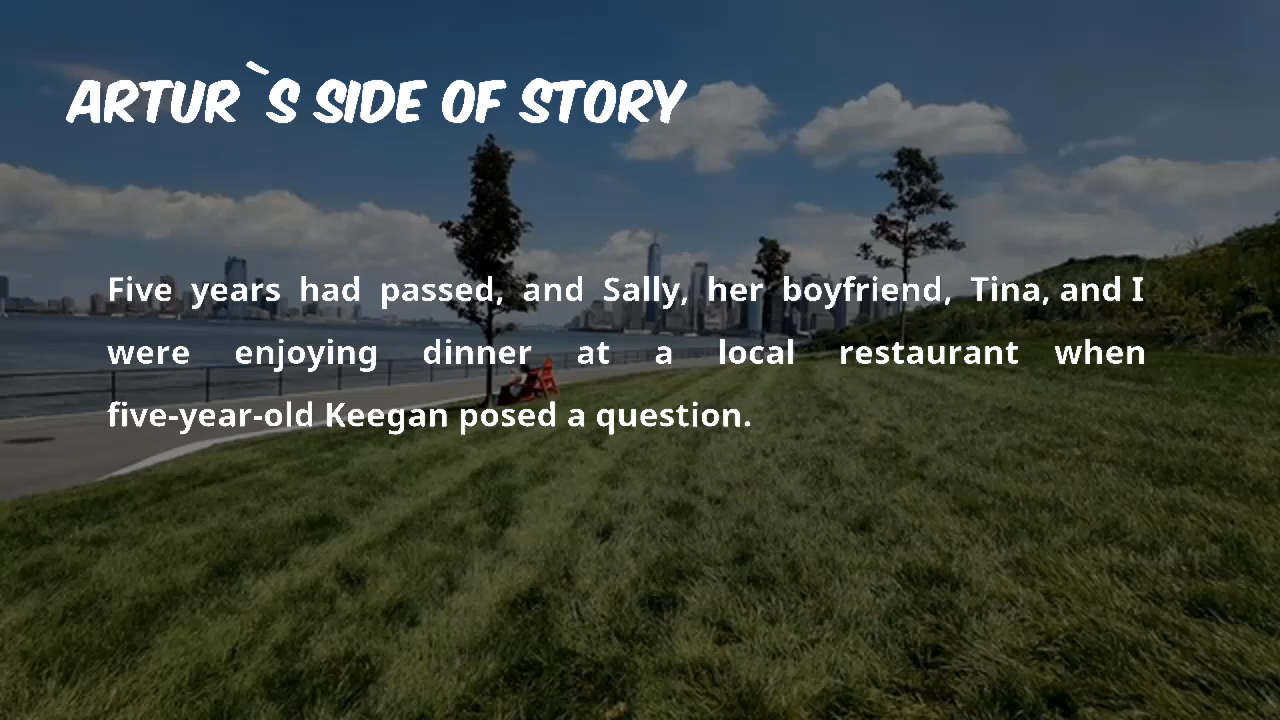 ARTUR`S SIDE OF STORY
Five years had passed, and Sally, her boyfriend, Tina, and I
were enjoying dinner at a local restaurant when
five-year-old Keegan posed a question.